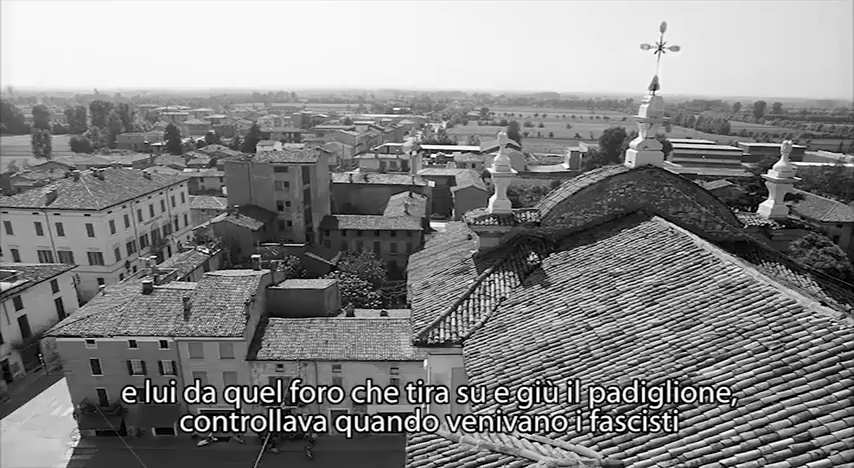 e lui da quel foro che tira su e giù il padiglione,
controllava quando venivano i fascisti